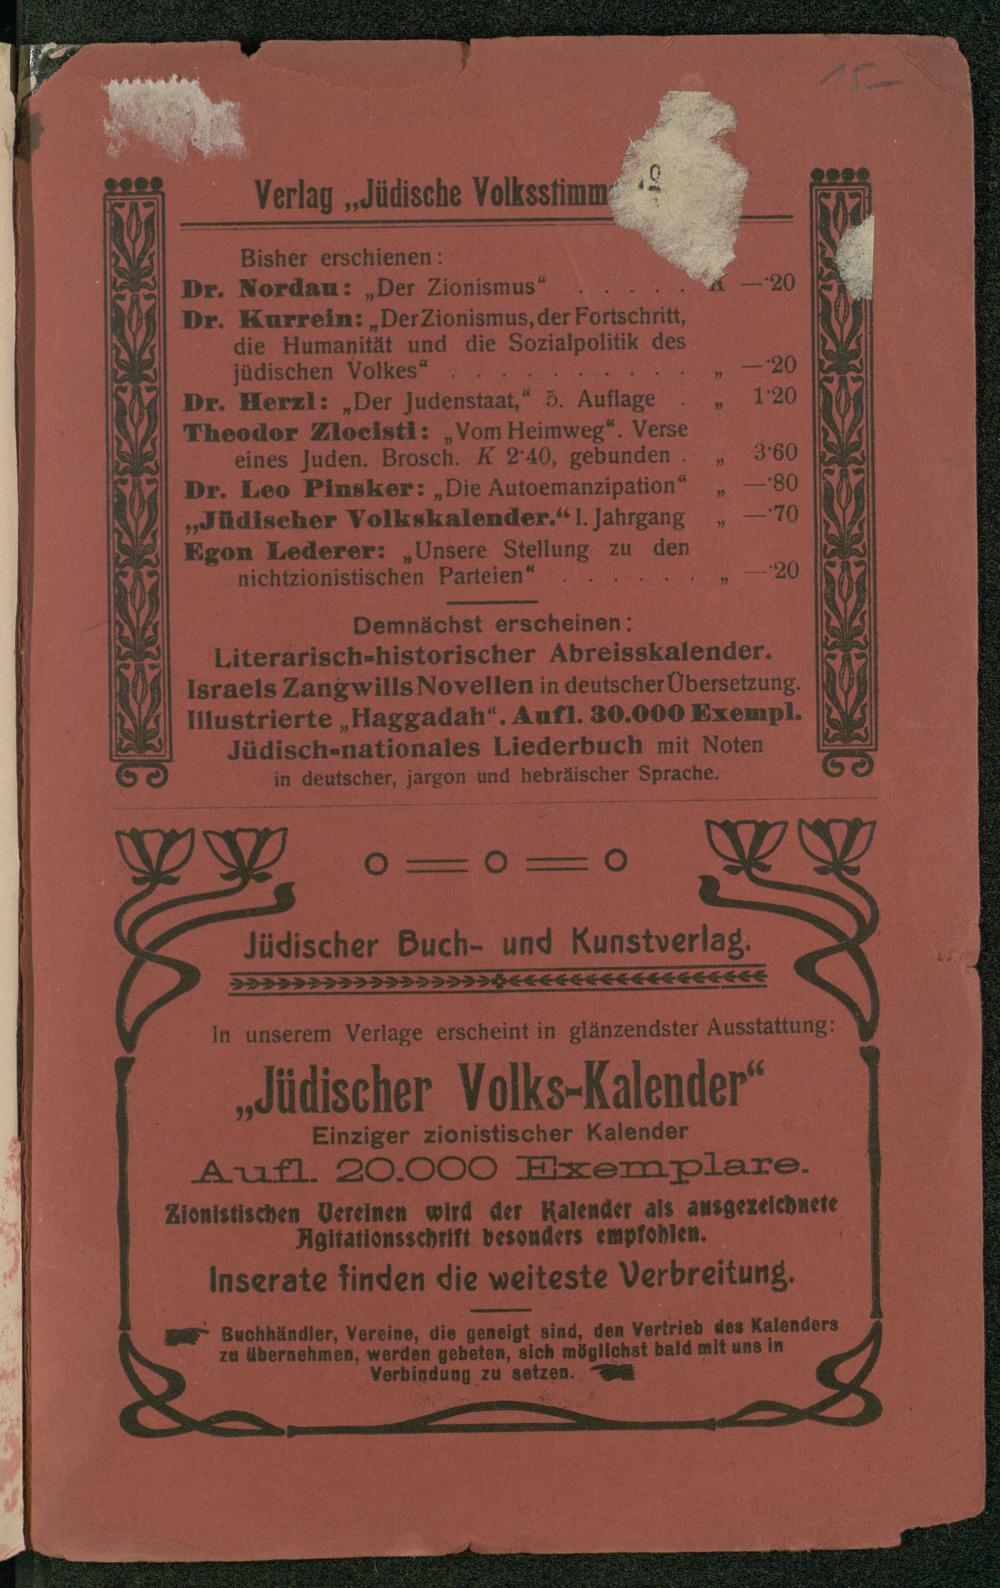 15.—
Verlag „Jüdische Volksstimm
Bisher erschienen:
Dr. Nordau: „Der Zionismus“ . . . . . K —·20
Dr. Kurrein: „Der Zionismus, der Fortschritt,
die Humanität und die Sozialpolitik des
jüdischen Volkes“ . . . . . . . . . . „ —·20
Dr. Herzl: „Der Judenstaat,“ 5. Auflage . „ 1·20
Theodor Zlocisti: „Vom Heimweg“. Verse
eines Juden. Brosch. K 2·40, gebunden . „ 3·60
Dr. Leo Pinsker: „Die Autoemanzipation“ „ —·80
„Jüdischer Volkskalender.“ I. Jahrgang „ —·70
Egon Lederer: „Unsere Stellung zu den
nichtzionistischen Parteien“ . . . . . . „ —·20
Demnächst erscheinen:
Literarisch-historischer Abreisskalender.
Israels Zangwills Novellen in deutscher Übersetzung.
Illustrierte „Haggadah“. Aufl. 30.000 Exempl.
Jüdisch-nationales Liederbuch mit Noten
in deutscher, jargon und hebräischer Sprache.
Jüdischer Buch- und Kunstverlag.
In unserem Verlage erscheint in glänzendster Ausstattung:
„Jüdischer Volks-Kalender“
Einziger zionistischer Kalender
Aufl. 20.000 Exemplare.
Zionistischen Vereinen wird der Kalender als ausgezeichnete
Agitationsschrift besonders empfohlen.
Inserate finden die weiteste Verbreitung.
Buchhändler, Vereine, die geneigt sind, den Vertrieb des Kalenders
zu übernehmen, werden gebeten, sich möglichst bald mit uns in
Verbindung zu setzen.